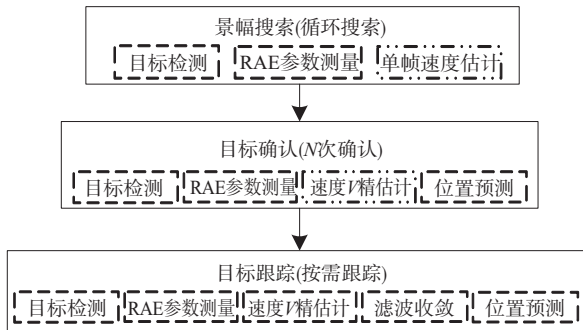 景幅搜索(循环搜索)
目标检测 RAE参数测量 单帧速度估计
目标确认(N次确认)
目标检测 RAE参数测量 速度V精估计 位置预测
目标跟踪(按需跟踪)
目标检测 RAE参数测量 速度V精估计 滤波收敛 位置预测